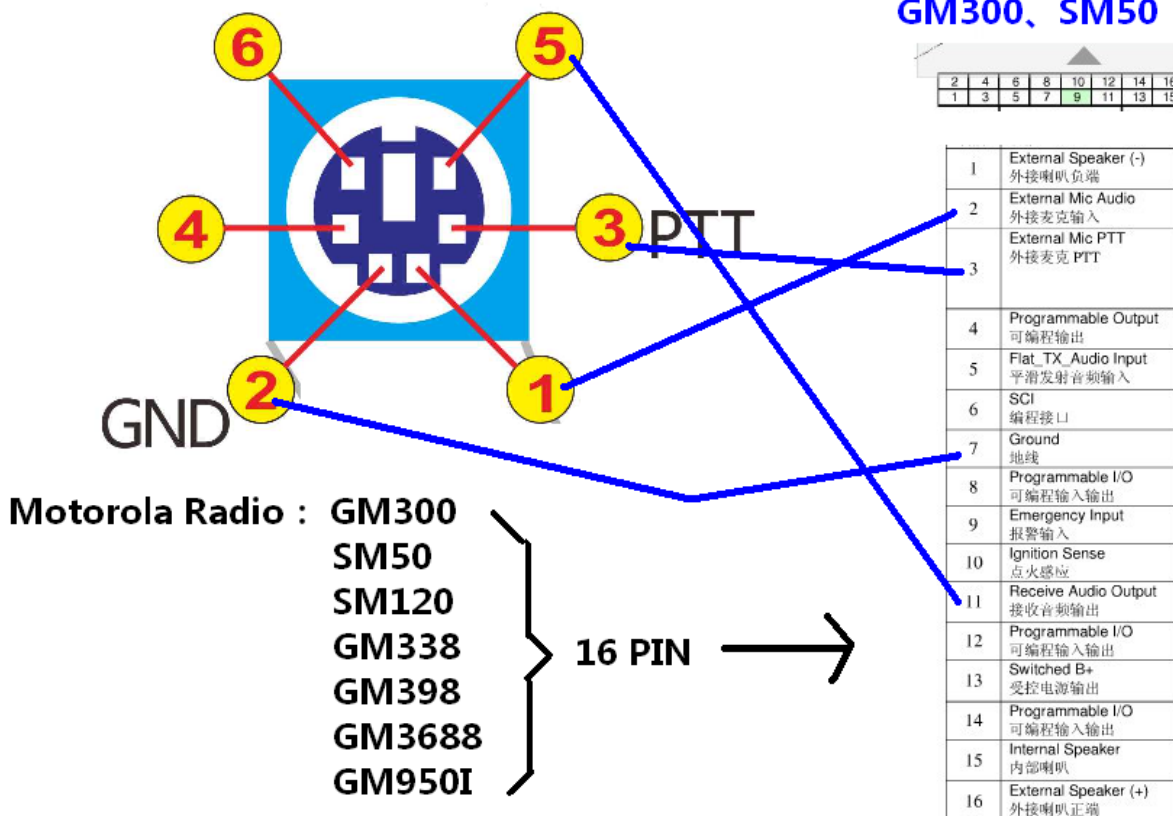 GM300、SM50
6
5
4
3
PTT
2
1
GND
2 4 6 8 10 12 14 16
1 3 5 7 9 11 13 15
1 External Speaker (-)
外接喇叭负端
2 External Mic Audio
外接麦克输入
3 External Mic PTT
外接麦克 PTT
4 Programmable Output
可编程输出
5 Flat_TX_Audio Input
平滑发射音频输入
6 SCI
编程接口
7 Ground
地线
8 Programmable I/O
可编程输入输出
9 Emergency Input
报警输入
10 Ignition Sense
点火感应
11 Receive Audio Output
接收音频输出
12 Programmable I/O
可编程输入输出
13 Switched B+
受控电源输出
14 Programmable I/O
可编程输入输出
15 Internal Speaker
内部喇叭
16 External Speaker (+)
外接喇叭正端
Motorola Radio : GM300
SM50
SM120
GM338
GM398
GM3688
GM950I
16 PIN